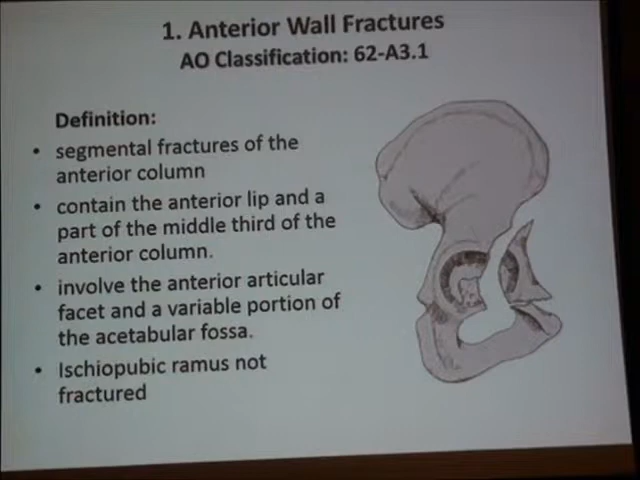 1. Anterior Wall Fractures
AO Classification: 62-A3.1
Definition:
• segmental fractures of the
anterior column
• contain the anterior lip and a
part of the middle third of the
anterior column.
• involve the anterior articular
facet and a variable portion of
the acetabular fossa.
• Ischiopubic ramus not
fractured